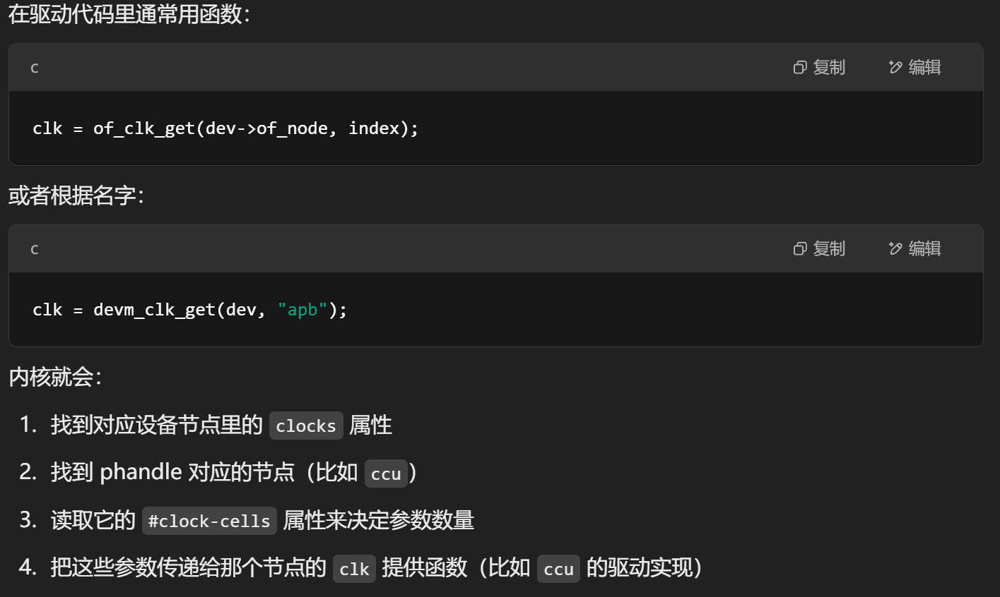 在驱动代码里通常用函数：
c 复制 编辑
clk = of_clk_get(dev->of_node, index);
或者根据名字：
c 复制 编辑
clk = devm_clk_get(dev, "apb");
内核就会：
1. 找到对应设备节点里的 clocks 属性
2. 找到 phandle 对应的节点（比如 ccu）
3. 读取它的 #clock-cells 属性来决定参数数量
4. 把这些参数传递给那个节点的 clk 提供函数（比如 ccu 的驱动实现）